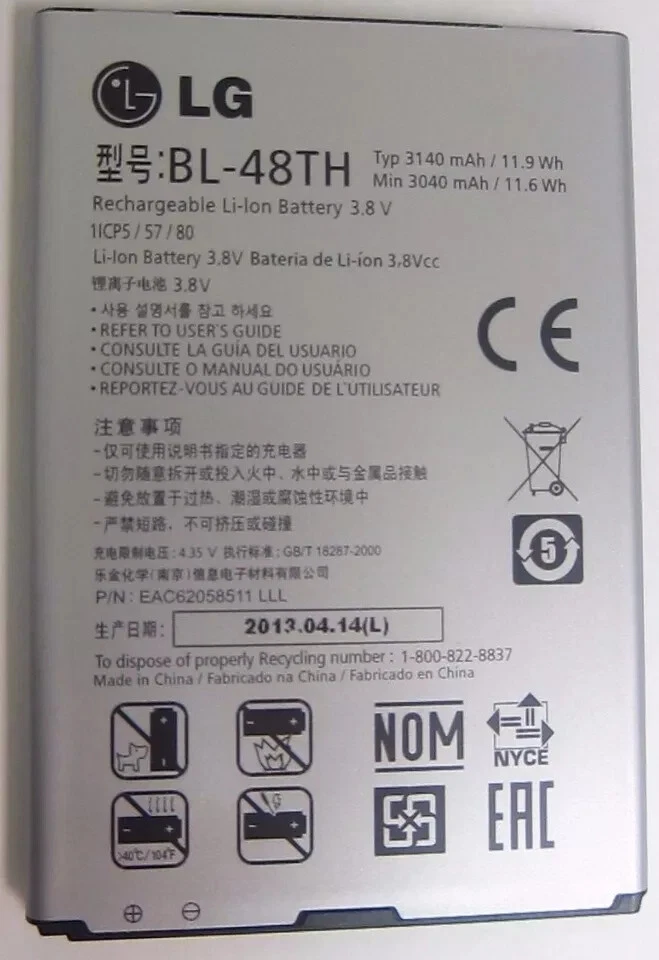 LG
型号:BL-48TH
Typ 3140 mAh / 11.9 Wh
Min 3040 mAh / 11.6 Wh
Rechargeable Li-Ion Battery 3.8 V
1ICP5 / 57 / 80
Li-Ion Battery 3.8V Bateria de Li-íon 3,8Vcc
锂离子电池 3.8V
• 사용 설명서를 참고 하세요
• REFER TO USER'S GUIDE
• CONSULTE LA GUÍA DEL USUARIO
• CONSULTE O MANUAL DO USUÁRIO
• REPORTEZ-VOUS AU GUIDE DE L'UTILISATEUR
CE
注意事项
-仅可使用说明书指定的充电器
-切勿随意拆开或投入火中、水中或与金属品接触
-避免放置于过热、潮湿或腐蚀性环境中
-严禁短路，不可挤压或碰撞
5
充电限制电压: 4.35 V 执行标准: GB/T 18287-2000
乐金化学(南京)信息电子材料有限公司
P/N: EAC62058511 LLL
生产日期: 2013.04.14(L)
To dispose of properly Recycling number : 1-800-822-8837
Made in China / Fabricado na China / Fabricado en China
NOM
NYCE
>40℃/104℉
EAC